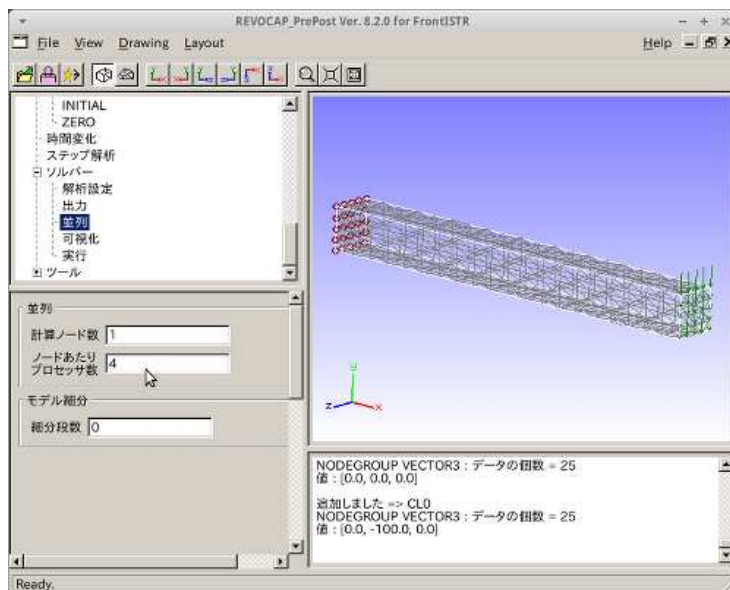 REVOCAP_PrePost Ver. 8.2.0 for FrontISTR
File View Drawing Layout Help
INITIAL
ZERO
時間変化
ステップ解析
ソルバー
解析設定
出力
並列
可視化
実行
ツール
並列
計算ノード数 1
ノードあたり
プロセッサ数 4
モデル細分
細分段数 0
y
z
x
NODEGROUP VECTOR3 : データの個数 = 25
値 : [0.0, 0.0, 0.0]
追加しました => CL0
NODEGROUP VECTOR3 : データの個数 = 25
値 : [0.0, -100.0, 0.0]
Ready.